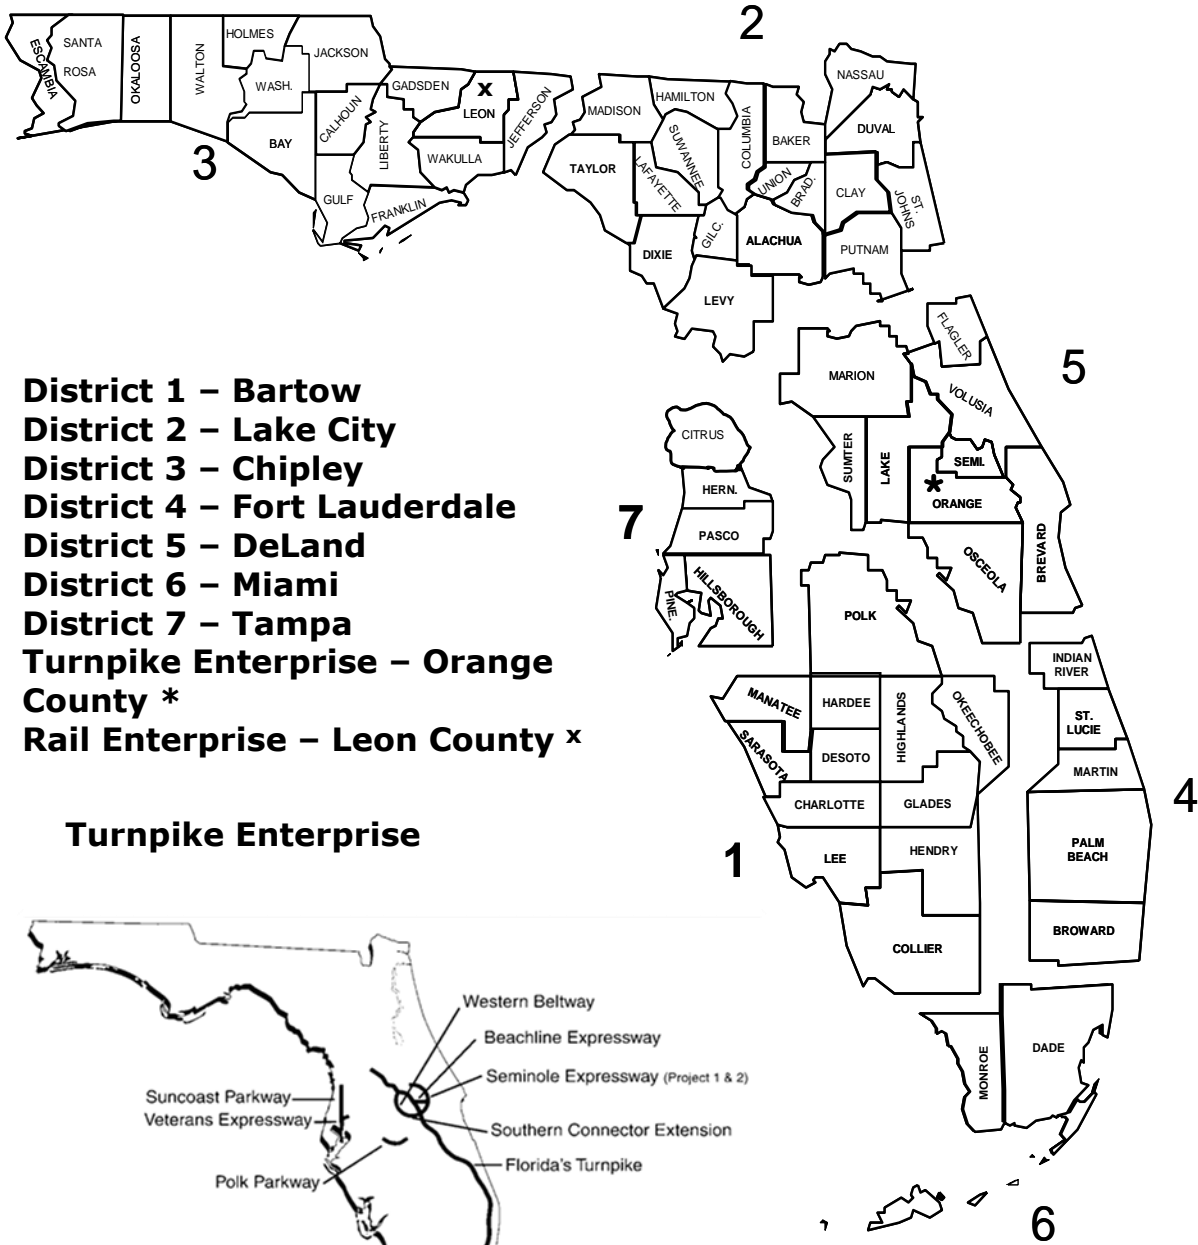 2
HOLMES
SANTA
ROSA
ESCAMBIA
OKALOOSA
WALTON
JACKSON
WASH.
GADSDEN
x
LEON
JEFFERSON
CALHOUN
LIBERTY
BAY
WAKULLA
GULF
FRANKLIN
3
MADISON
HAMILTON
SUWANNEE
COLUMBIA
BAKER
NASSAU
DUVAL
TAYLOR
LAFAYETTE
UNION
BRAD.
CLAY
ST.
JOHNS
DIXIE
GILC.
ALACHUA
PUTNAM
LEVY
FLAGLER
5
MARION
VOLUSIA
CITRUS
SUMTER
LAKE
SEMI.
*
ORANGE
HERN.
7
PASCO
OSCEOLA
BREVARD
PINE.
HILLSBOROUGH
POLK
District 1 – Bartow
District 2 – Lake City
District 3 – Chipley
District 4 – Fort Lauderdale
District 5 – DeLand
District 6 – Miami
District 7 – Tampa
Turnpike Enterprise – Orange
County *
Rail Enterprise – Leon County x
INDIAN
RIVER
MANATEE
HARDEE
HIGHLANDS
OKEECHOBEE
ST.
LUCIE
SARASOTA
DESOTO
MARTIN
CHARLOTTE
GLADES
4
1
LEE
HENDRY
PALM
BEACH
COLLIER
BROWARD
MONROE
DADE
6
Turnpike Enterprise
Western Beltway
Beachline Expressway
Seminole Expressway (Project 1 & 2)
Suncoast Parkway
Veterans Expressway
Southern Connector Extension
Florida's Turnpike
Polk Parkway